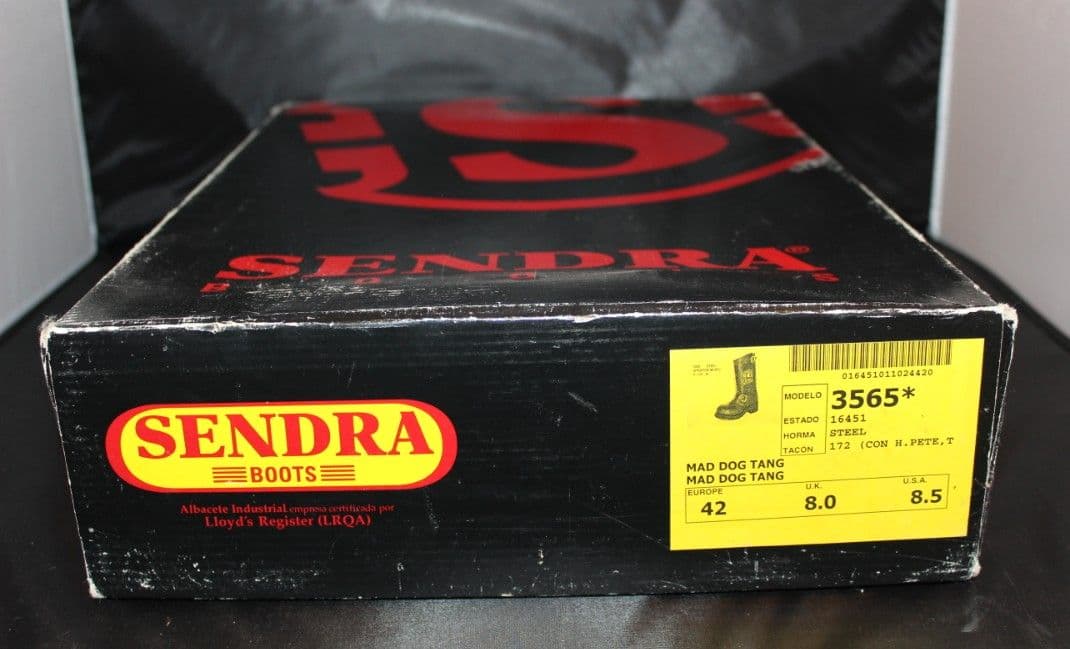 S
SENDRA®
SENDRA
BOOTS
Albacete Industrial empresa certificada por
Lloyd's Register (LRQA)
016451011024420
MODELO 3565*
ESTADO 16451
HORMA STEEL
TACON 172 (CON H.PETE,T
MAD DOG TANG
MAD DOG TANG
EUROPE U.K. U.S.A.
42 8.0 8.5